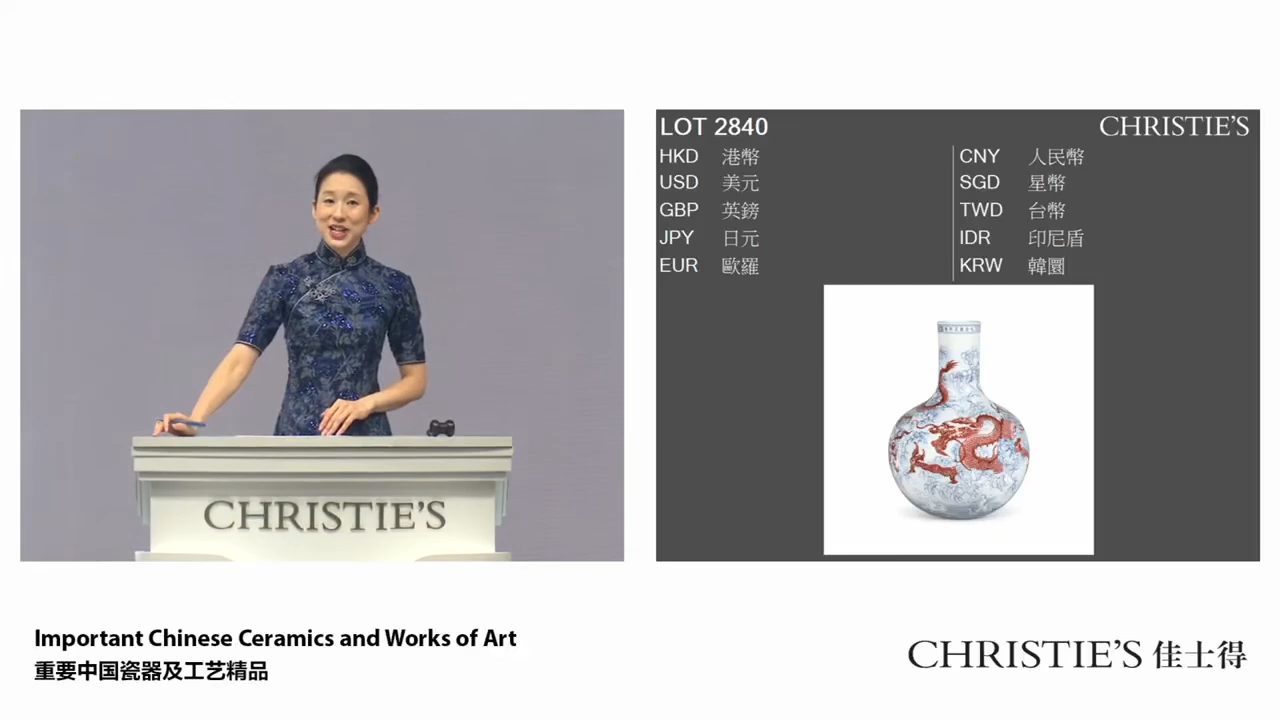 CHRISTIE'S
LOT 2840
CHRISTIE'S
HKD 港幣
USD 美元
GBP 英鎊
JPY 日元
EUR 歐羅
CNY 人民幣
SGD 星幣
TWD 台幣
IDR 印尼盾
KRW 韓圜
Important Chinese Ceramics and Works of Art
重要中国瓷器及工艺精品
CHRISTIE'S 佳士得